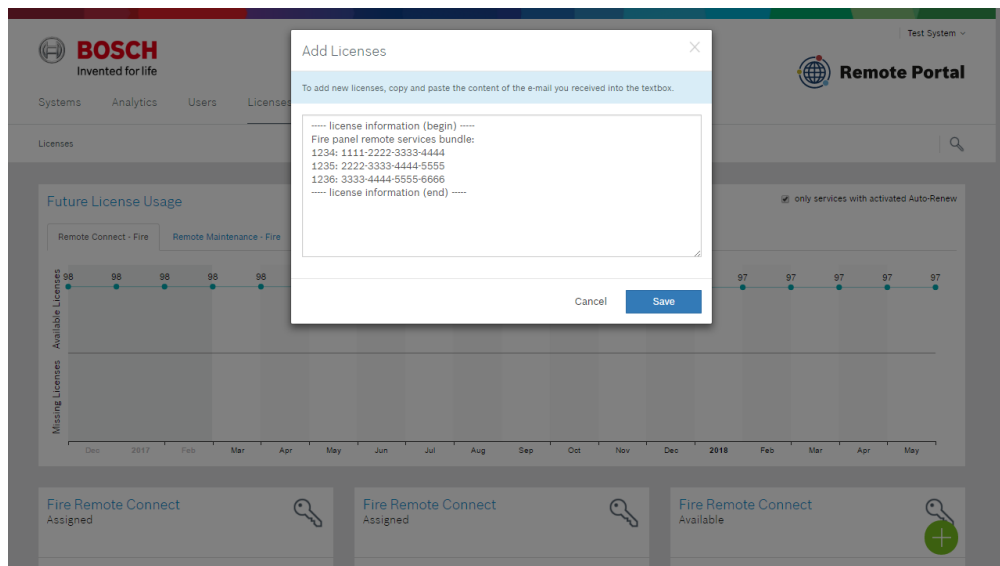 BOSCH
Invented for life
Test System
Remote Portal
Systems Analytics Users Licenses
Licenses
Add Licenses
To add new licenses, copy and paste the content of the e-mail you received into the textbox.
----- license information (begin) -----
Fire panel remote services bundle:
1234: 1111-2222-3333-4444
1235: 2222-3333-4444-5555
1236: 3333-4444-5555-6666
----- license information (end) -----
Cancel Save
Future License Usage
only services with activated Auto-Renew
Remote Connect - Fire Remote Maintenance - Fire
Available Licenses
98 98 98 98 98 97 97 97 97 97
Missing Licenses
Dec 2017 Feb Mar Apr May Jun Jul Aug Sep Oct Nov Dec 2018 Feb Mar Apr May
Fire Remote Connect
Assigned
Fire Remote Connect
Assigned
Fire Remote Connect
Available